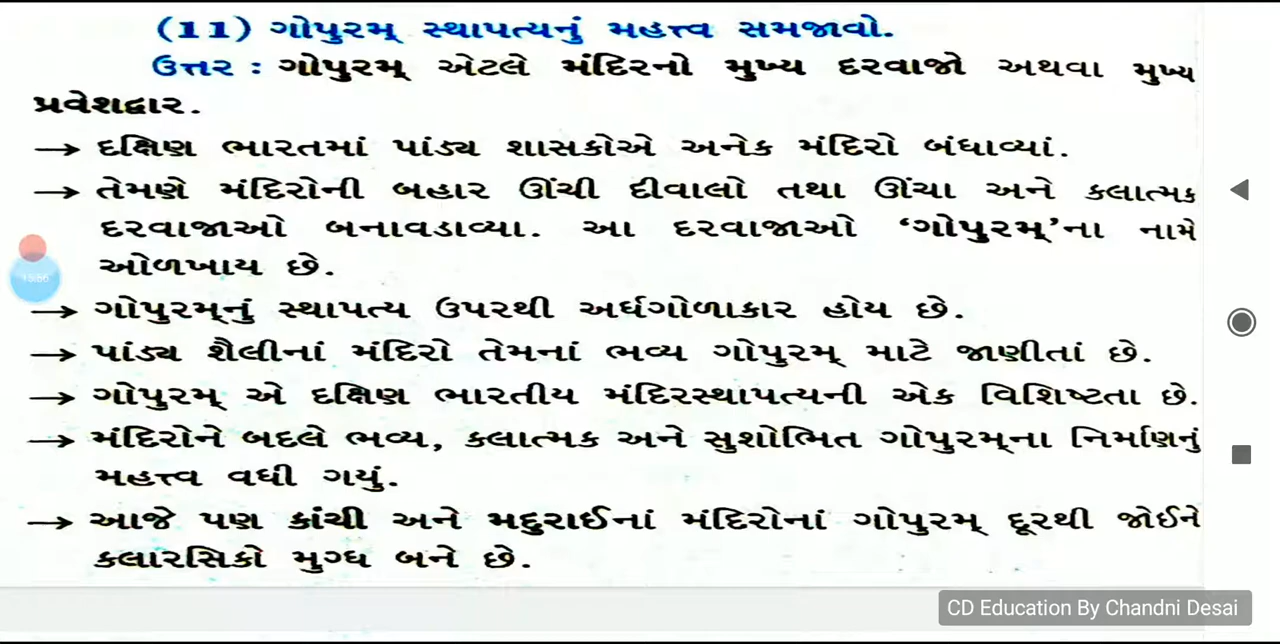 (11) ગોપુરમ્ સ્થાપત્યનું મહત્ત્વ સમજાવો.
ઉત્તર : ગોપુરમ્ એટલે મંદિરનો મુખ્ય દરવાજો અથવા મુખ્ય
પ્રવેશદ્વાર.
→ દક્ષિણ ભારતમાં પાંડ્ય શાસકોએ અનેક મંદિરો બંધાવ્યાં.
→ તેમણે મંદિરોની બહાર ઊંચી દીવાલો તથા ઊંચા અને કલાત્મક
દરવાજાઓ બનાવડાવ્યા. આ દરવાજાઓ ‘ગોપુરમ્’ના નામે
ઓળખાય છે.
→ ગોપુરમ્‌નું સ્થાપત્ય ઉપરથી અર્ધગોળાકાર હોય છે.
→ પાંડ્ય શૈલીનાં મંદિરો તેમનાં ભવ્ય ગોપુરમ્ માટે જાણીતાં છે.
→ ગોપુરમ્ એ દક્ષિણ ભારતીય મંદિરસ્થાપત્યની એક વિશિષ્ટતા છે.
→ મંદિરોને બદલે ભવ્ય, કલાત્મક અને સુશોભિત ગોપુરમ્‌ના નિર્માણનું
મહત્ત્વ વધી ગયું.
→ આજે પણ કાંચી અને મદુરાઈનાં મંદિરોનાં ગોપુરમ્ દૂરથી જોઈને
કલારસિકો મુગ્ધ બને છે.
CD Education By Chandni Desai